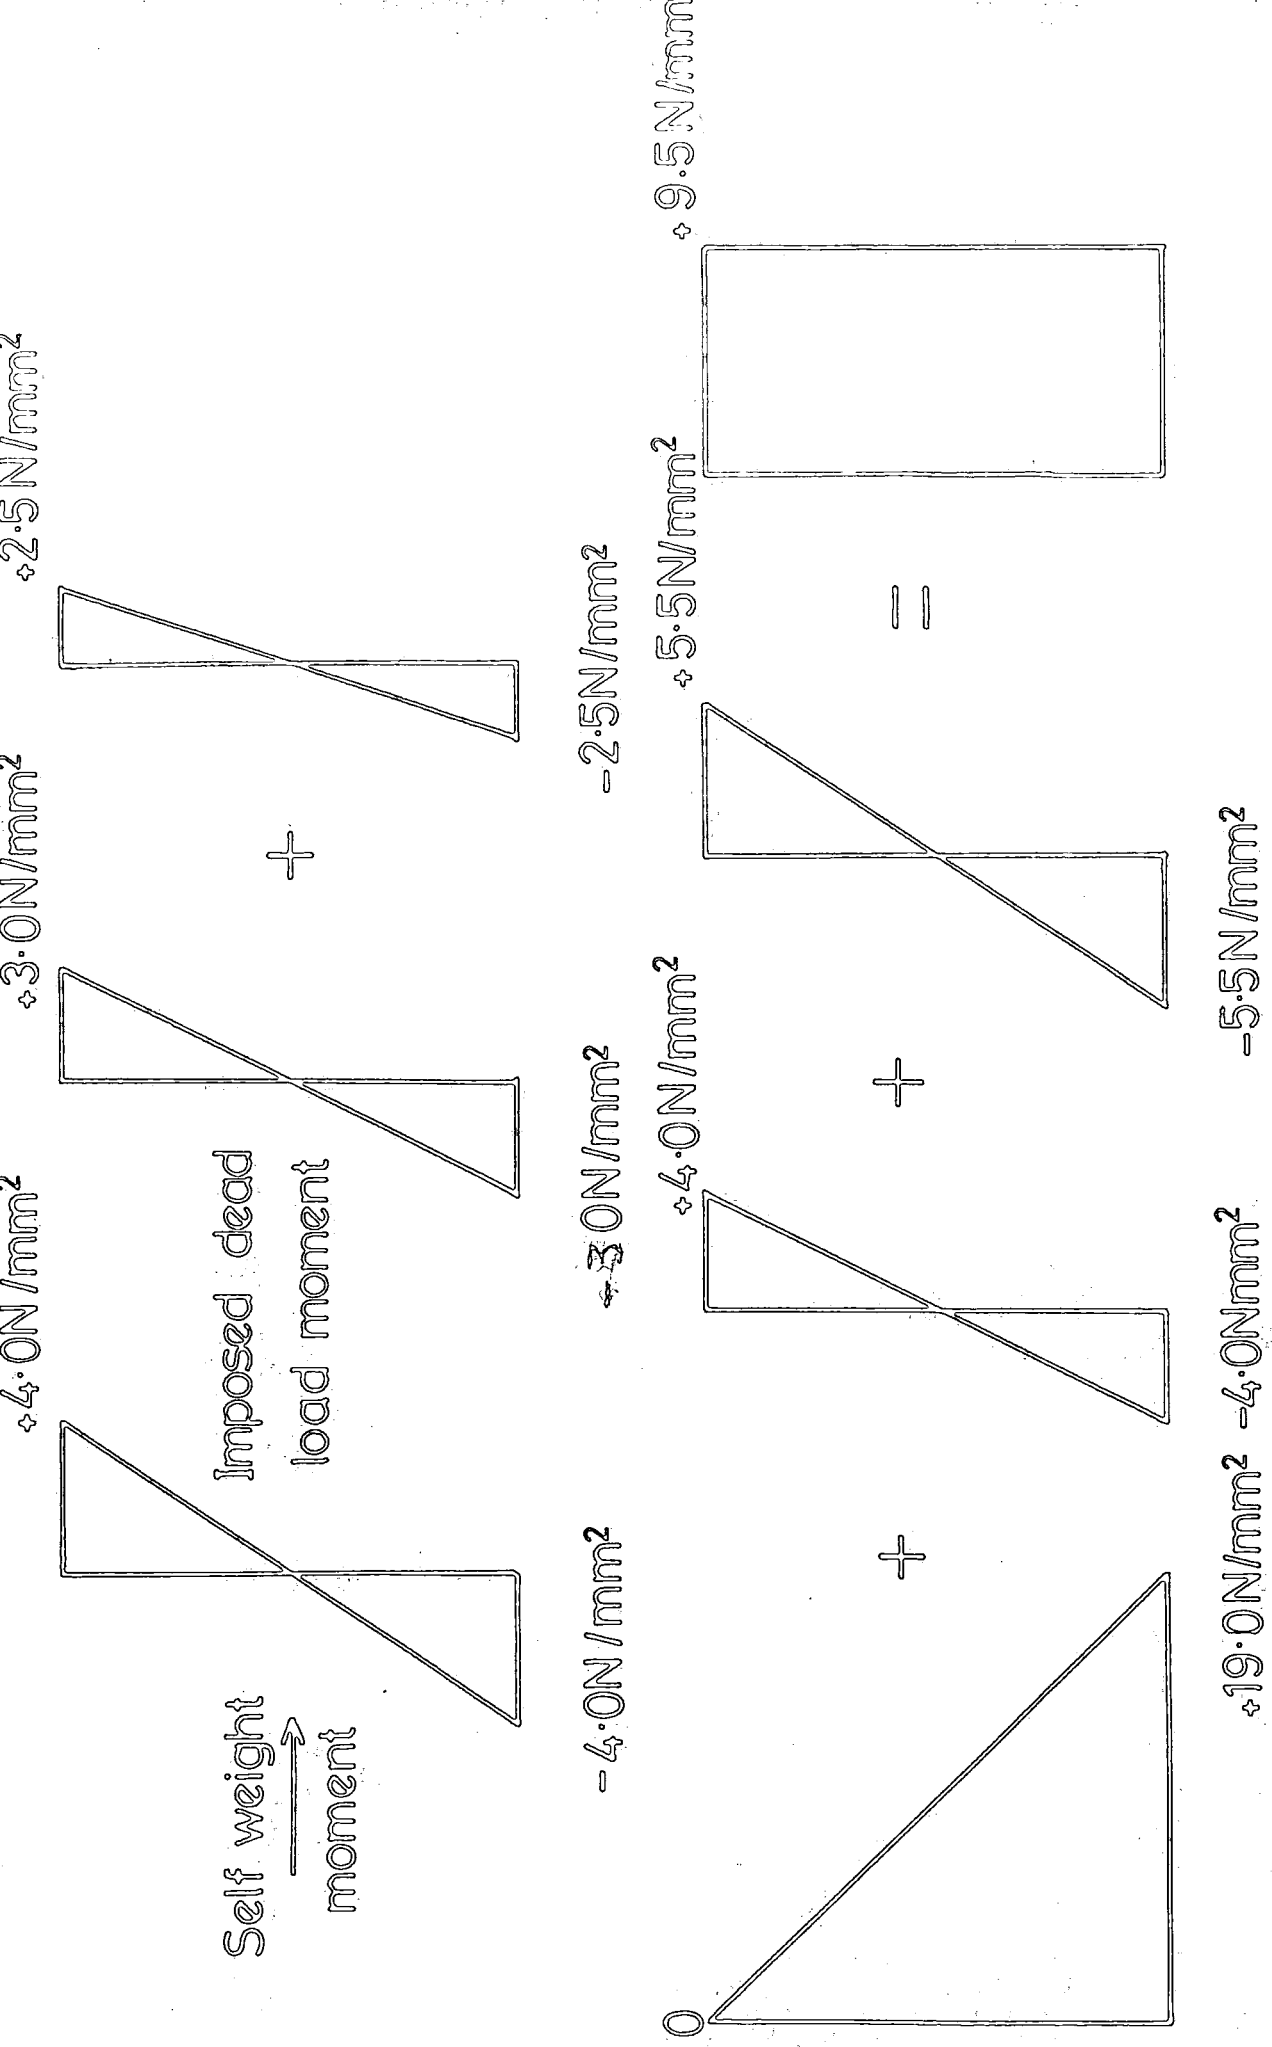 +4·0N/mm²
+3·0N/mm²
+2·5N/mm²
Self weight
moment
Imposed dead
load moment
+
-4·0N/mm²
-3 0N/mm²
-2·5N/mm²
0
+4·0N/mm²
+5·5N/mm²
+9·5N/mm
+
+
=
+19·0N/mm²
-4·0Nmm²
-5·5N/mm²